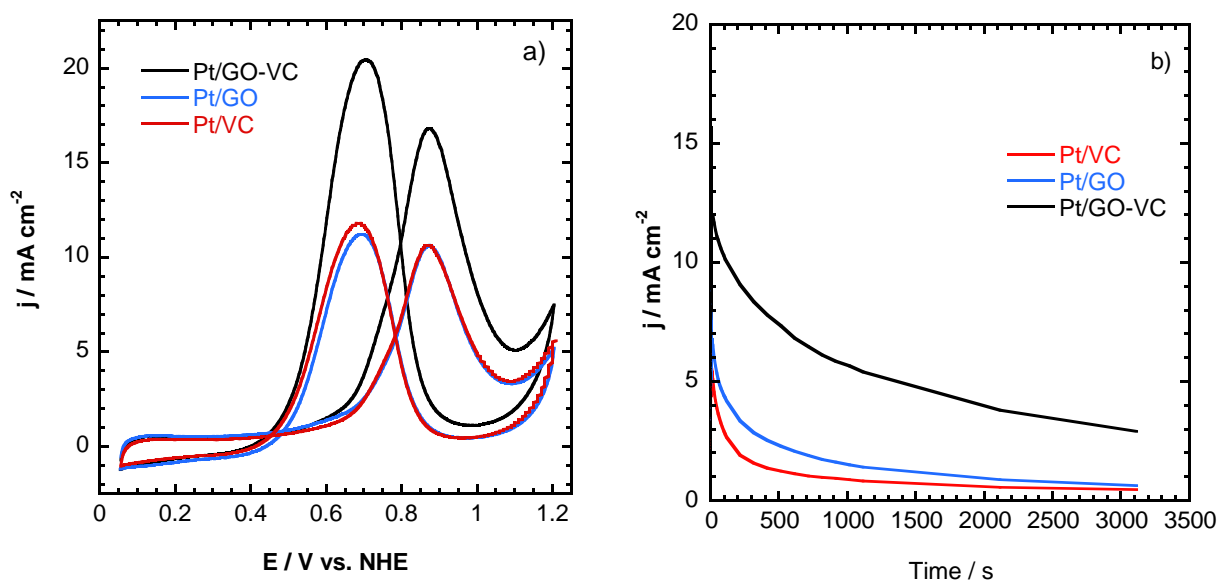 a)
Pt/GO-VC
Pt/GO
Pt/VC
20
15
10
5
0
j / mA cm⁻²
0
0.2
0.4
0.6
0.8
1
1.2
E / V vs. NHE
b)
Pt/VC
Pt/GO
Pt/GO-VC
20
15
10
5
0
j / mA cm⁻²
0
500
1000
1500
2000
2500
3000
3500
Time / s